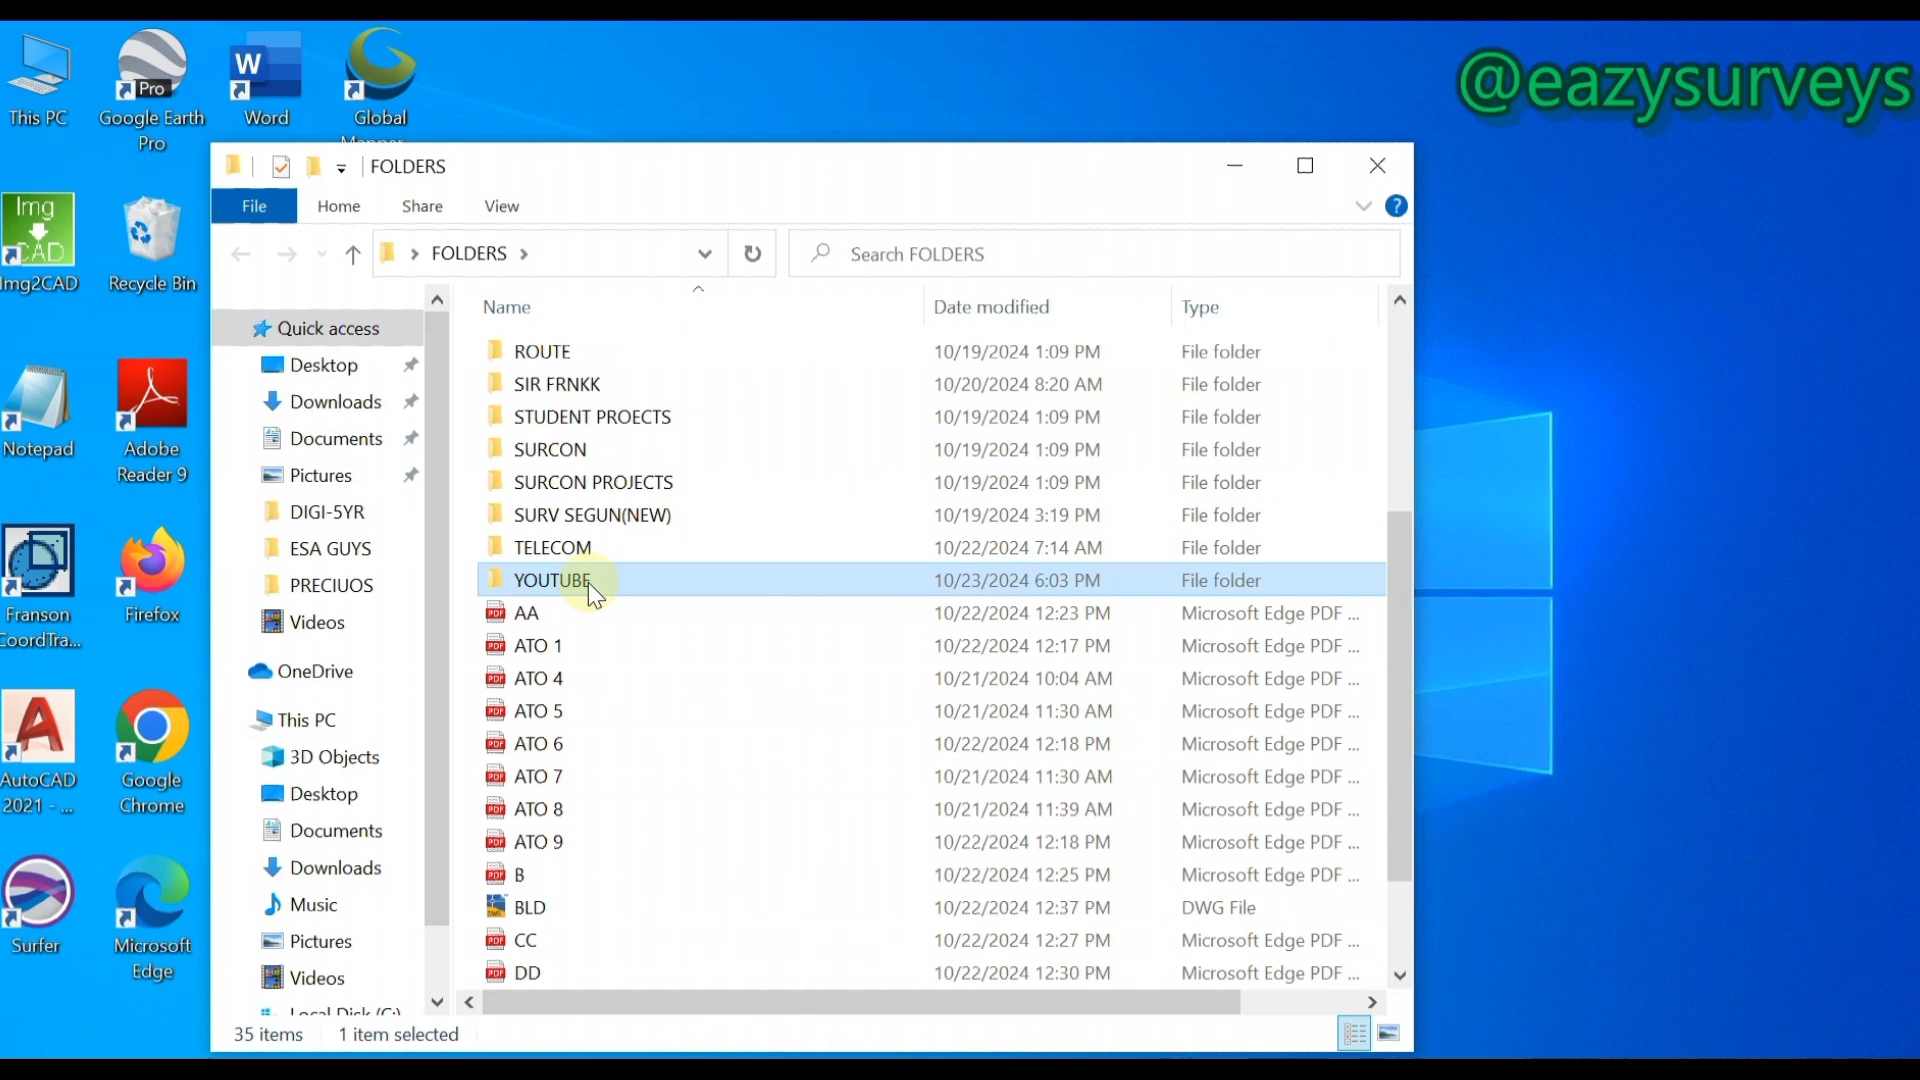 @eazysurveys
This PC
Pro
Google Earth
Pro
W
Word
Global
Img
CAD
Img2CAD
Recycle Bin
Notepad
Adobe
Reader 9
Franson
CoordTra...
Firefox
AutoCAD
2021 - ...
Google
Chrome
Surfer
Microsoft
Edge
FOLDERS
File
Home
Share
View
?
FOLDERS
Search FOLDERS
Quick access
Desktop
Downloads
Documents
Pictures
DIGI-5YR
ESA GUYS
PRECIUOS
Videos
OneDrive
This PC
3D Objects
Desktop
Documents
Downloads
Music
Pictures
Videos
Name Date modified Type
ROUTE 10/19/2024 1:09 PM File folder
SIR FRNKK 10/20/2024 8:20 AM File folder
STUDENT PROECTS 10/19/2024 1:09 PM File folder
SURCON 10/19/2024 1:09 PM File folder
SURCON PROJECTS 10/19/2024 1:09 PM File folder
SURV SEGUN(NEW) 10/19/2024 3:19 PM File folder
TELECOM 10/22/2024 7:14 AM File folder
YOUTUBE 10/23/2024 6:03 PM File folder
AA 10/22/2024 12:23 PM Microsoft Edge PDF ...
ATO 1 10/22/2024 12:17 PM Microsoft Edge PDF ...
ATO 4 10/21/2024 10:04 AM Microsoft Edge PDF ...
ATO 5 10/21/2024 11:30 AM Microsoft Edge PDF ...
ATO 6 10/22/2024 12:18 PM Microsoft Edge PDF ...
ATO 7 10/21/2024 11:30 AM Microsoft Edge PDF ...
ATO 8 10/21/2024 11:39 AM Microsoft Edge PDF ...
ATO 9 10/22/2024 12:18 PM Microsoft Edge PDF ...
B 10/22/2024 12:25 PM Microsoft Edge PDF ...
BLD 10/22/2024 12:37 PM DWG File
CC 10/22/2024 12:27 PM Microsoft Edge PDF ...
DD 10/22/2024 12:30 PM Microsoft Edge PDF ...
35 items 1 item selected